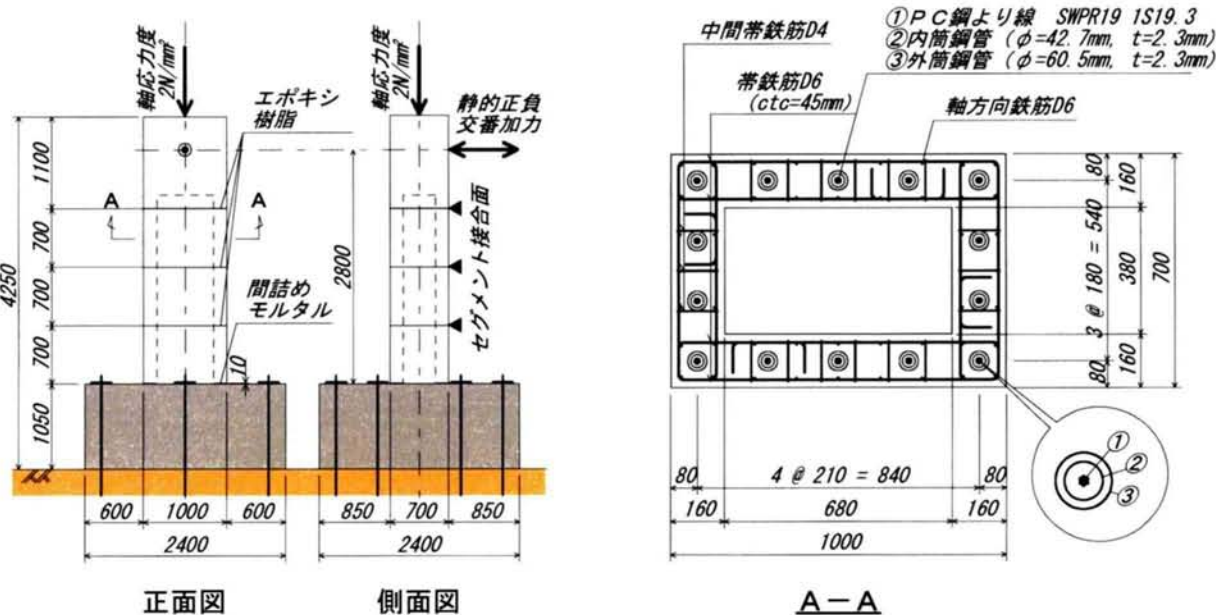 軸応力度
2N/mm²
エポキシ
樹脂
4250
1100
700
700
700
1050
A
A
間詰め
モルタル
10
600
1000
600
2400
正面図
軸応力度
2N/mm²
静的正負
交番加力
セグメント接合面
2800
850
700
850
2400
側面図
①PC鋼より線 SWPR19 1S19.3
②内筒鋼管 (φ=42.7mm, t=2.3mm)
③外筒鋼管 (φ=60.5mm, t=2.3mm)
中間帯鉄筋D4
帯鉄筋D6
(ctc=45mm)
軸方向鉄筋D6
80
3 @ 180 = 540
80
160
380
160
700
①
②
③
80
4 @ 210 = 840
80
160
680
160
1000
A-A